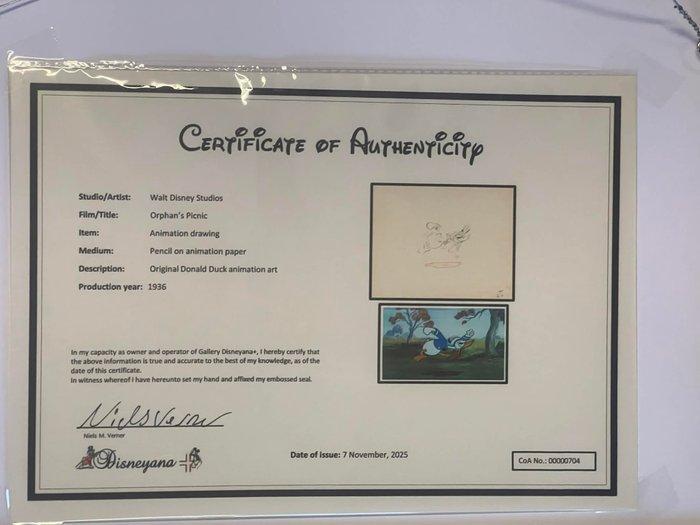 CERTIFICATE OF AUTHENTICITY
Studio/Artist: Walt Disney Studios
Film/Title: Orphan's Picnic
Item: Animation drawing
Medium: Pencil on animation paper
Description: Original Donald Duck animation art
Production year: 1936
In my capacity as owner and operator of Gallery Disneyana+, I hereby certify that
the above information is true and accurate to the best of my knowledge, as of the
date of this certificate.
In witness whereof I have hereunto set my hand and affixed my embossed seal.
Niels Verner
Niels M. Verner
Disneyana
Date of issue: 7 November, 2025
CoA No.: 00000704